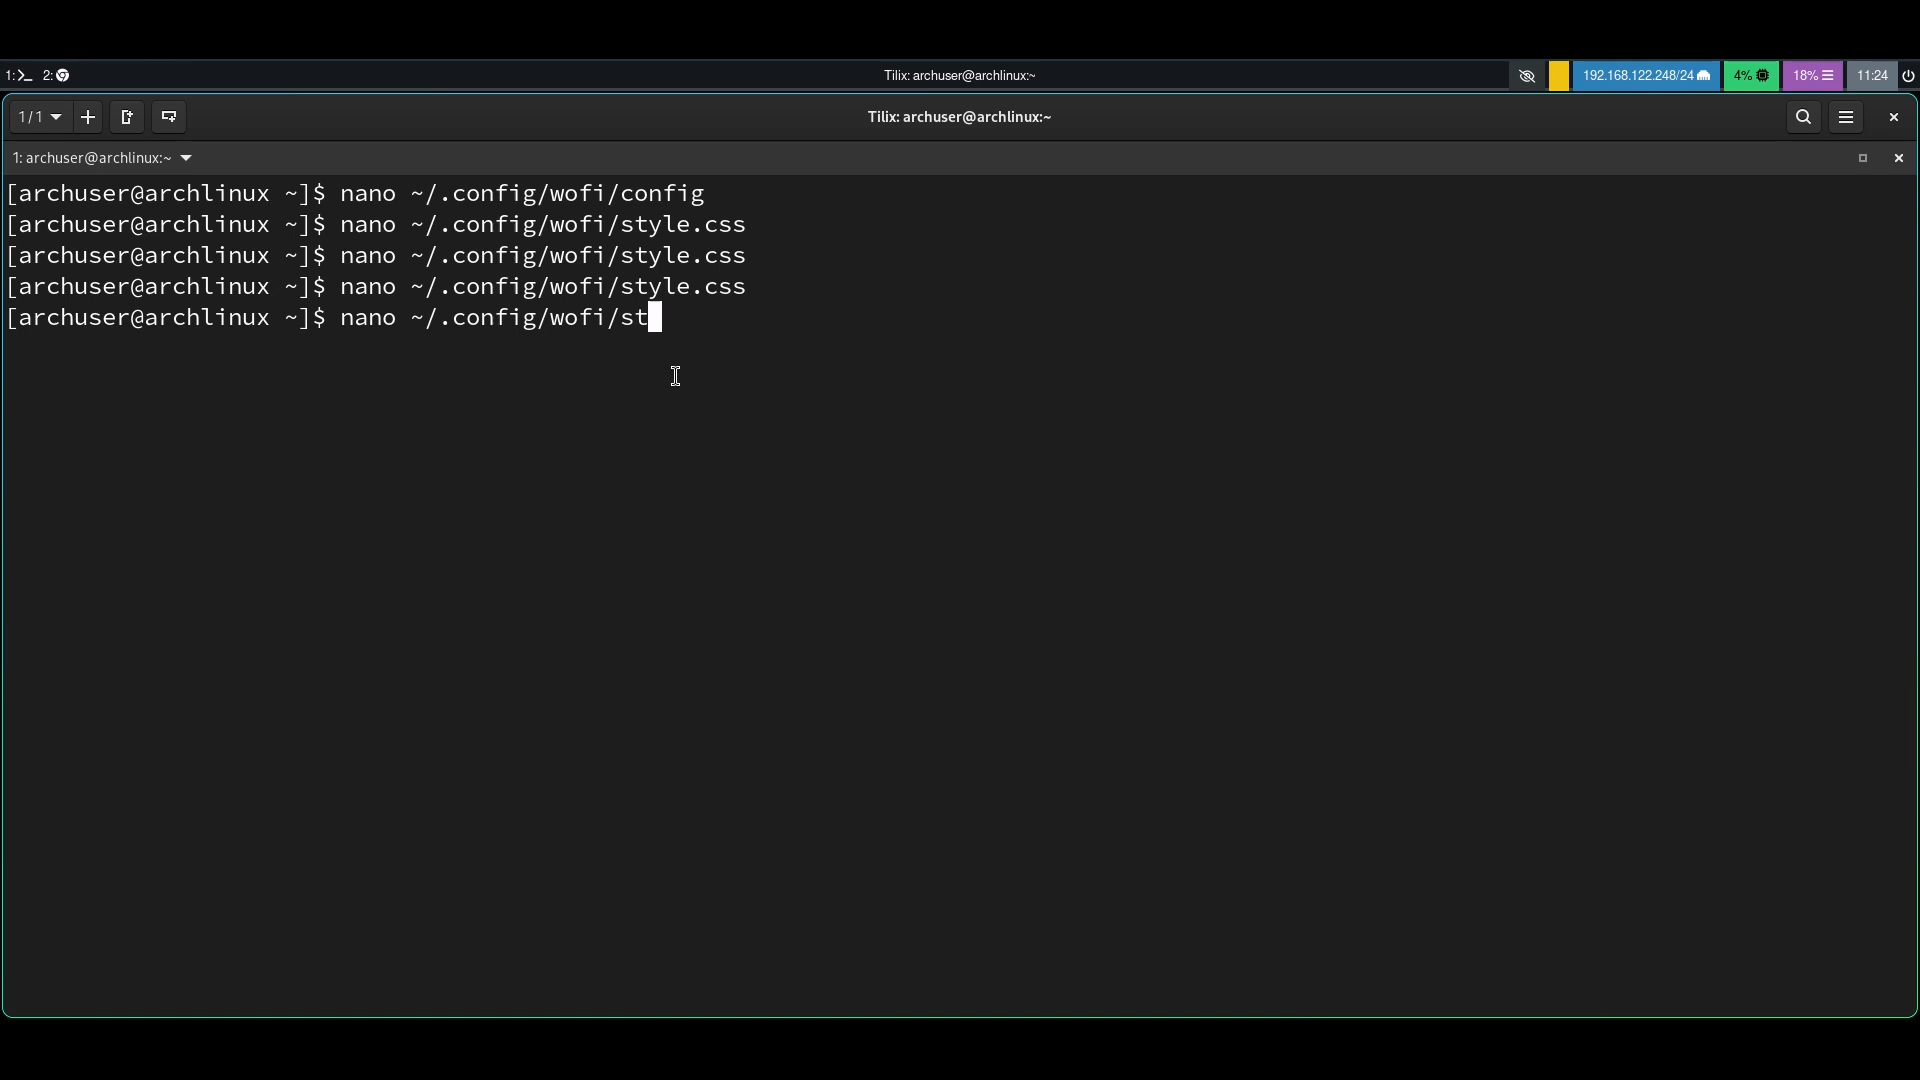 1: 2: Tilix: archuser@archlinux:~ 192.168.122.248/24 4% 18% 11:24
1 / 1 Tilix: archuser@archlinux:~
1: archuser@archlinux:~
[archuser@archlinux ~]$ nano ~/.config/wofi/config
[archuser@archlinux ~]$ nano ~/.config/wofi/style.css
[archuser@archlinux ~]$ nano ~/.config/wofi/style.css
[archuser@archlinux ~]$ nano ~/.config/wofi/style.css
[archuser@archlinux ~]$ nano ~/.config/wofi/st